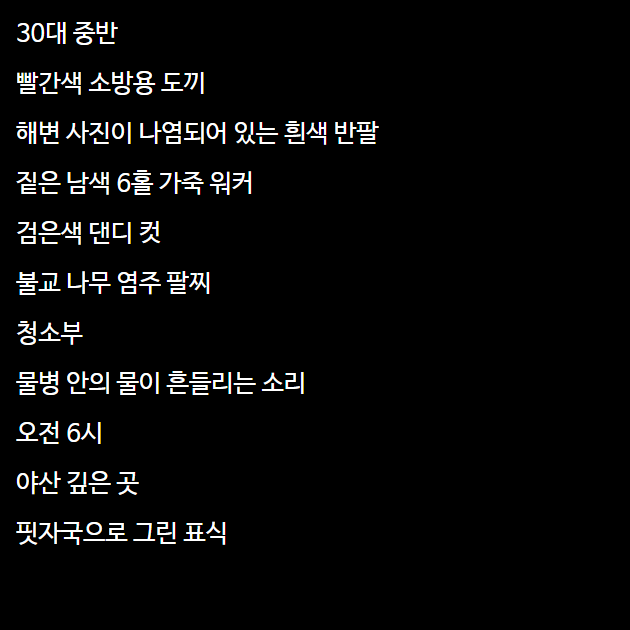 30대 중반
빨간색 소방용 도끼
해변 사진이 나염되어 있는 흰색 반팔
짙은 남색 6홀 가죽 워커
검은색 댄디 컷
불교 나무 염주 팔찌
청소부
물병 안의 물이 흔들리는 소리
오전 6시
야산 깊은 곳
핏자국으로 그린 표식